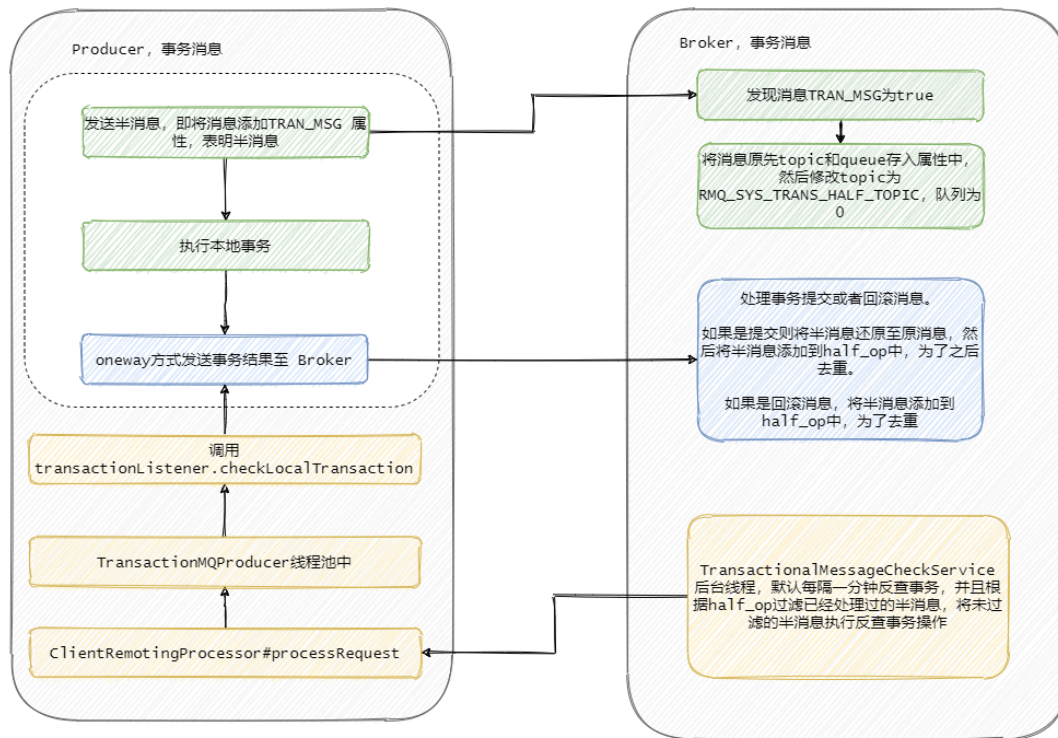 Producer, 事务消息
发送半消息, 即将消息添加TRAN_MSG 属
性, 表明半消息
执行本地事务
oneway方式发送事务结果至 Broker
调用
transactionListener.checkLocalTransaction
TransactionMQProducer线程池中
ClientRemotingProcessor#processRequest
Broker, 事务消息
发现消息TRAN_MSG为true
将消息原先topic和queue存入属性中,
然后修改topic为
RMQ_SYS_TRANS_HALF_TOPIC, 队列为
0
处理事务提交或者回滚消息。
如果是提交则将半消息还原至原消息, 然
后将半消息添加到half_op中, 为了之后
去重。
如果是回滚消息, 将半消息添加到
half_op中, 为了去重
TransactionalMessageCheckService
后台线程, 默认每隔一分钟反查事务, 并且根
据half_op过滤已经处理过的半消息, 将未过
滤的半消息执行反查事务操作